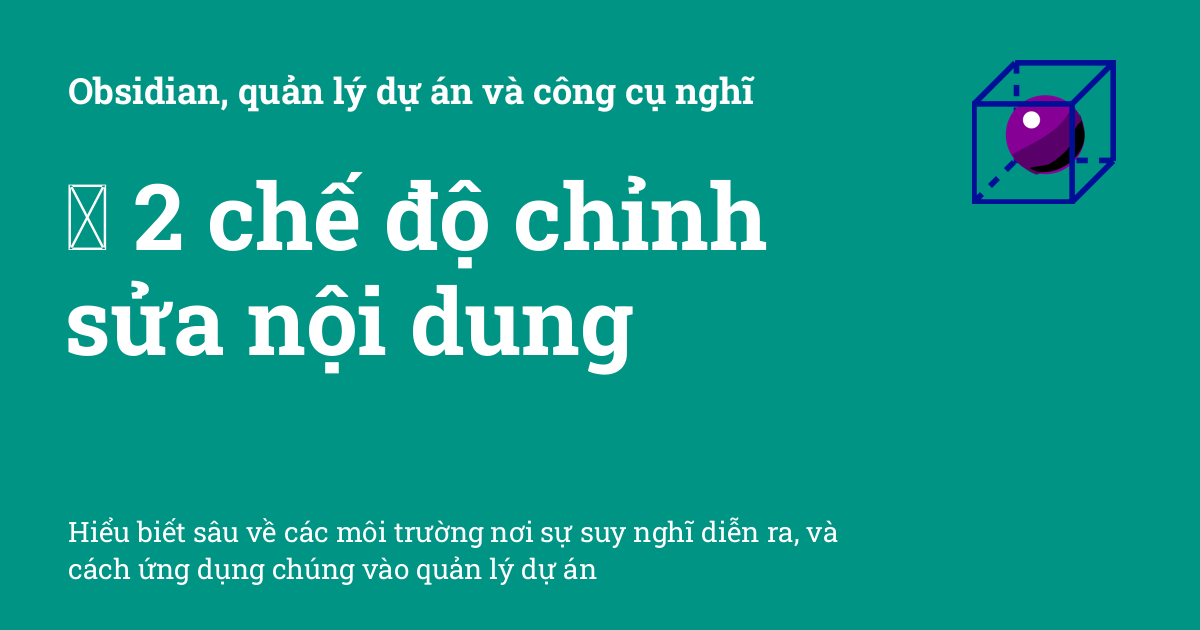 Obsidian, quản lý dự án và công cụ nghĩ
2 chế độ chỉnh
sửa nội dung
Hiểu biết sâu về các môi trường nơi sự suy nghĩ diễn ra, và
cách ứng dụng chúng vào quản lý dự án